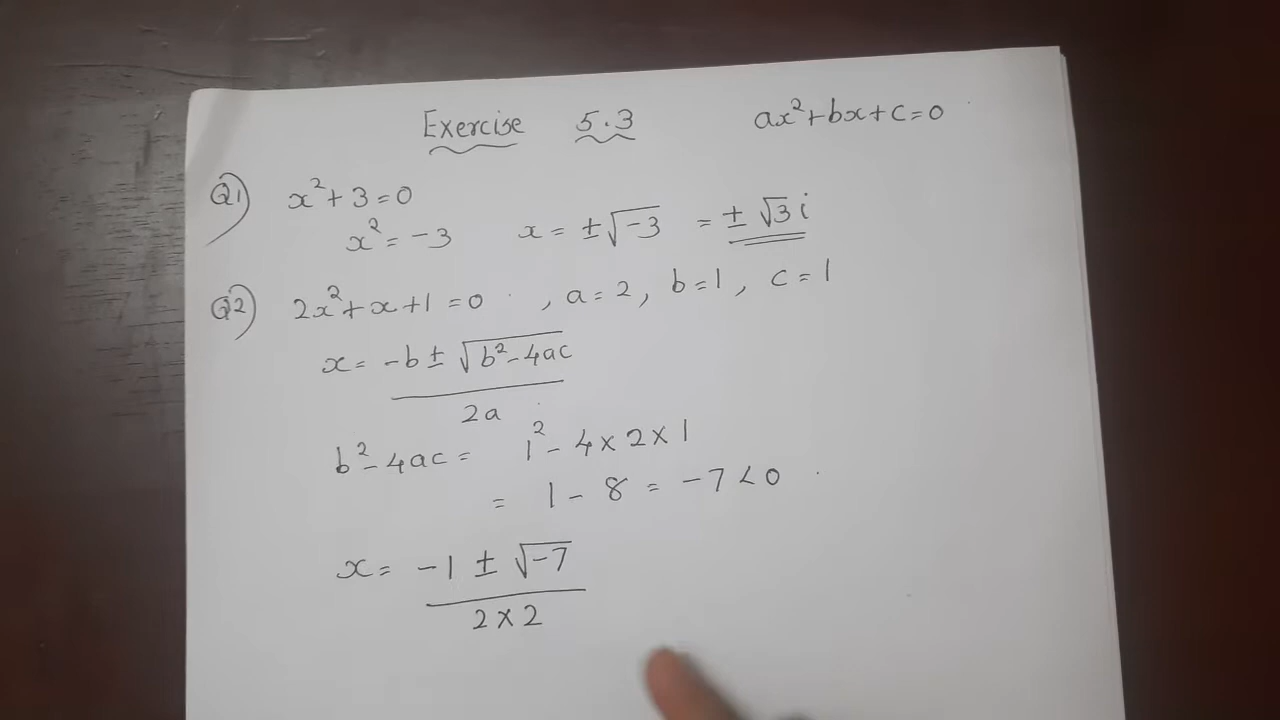 Exercise 5.3 ax²+bx+c=0
Q1) x²+3=0
x²=-3 x=±√-3 =±√3 i
Q2) 2x²+x+1=0 , a=2, b=1, c=1
x= -b±√b²-4ac
2a
b²-4ac= 1²-4×2×1
= 1-8=-7<0
x= -1±√-7
2×2